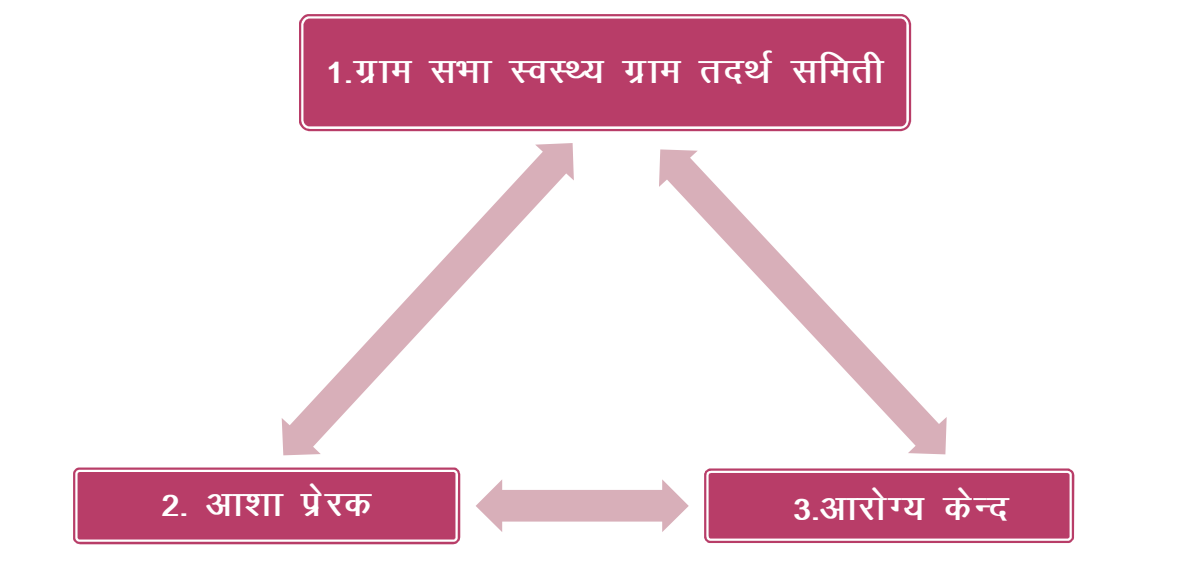 1.ग्राम सभा स्वस्थ्य ग्राम तदर्थ समिती
2. आशा प्रेरक
3.आरोग्य केन्द